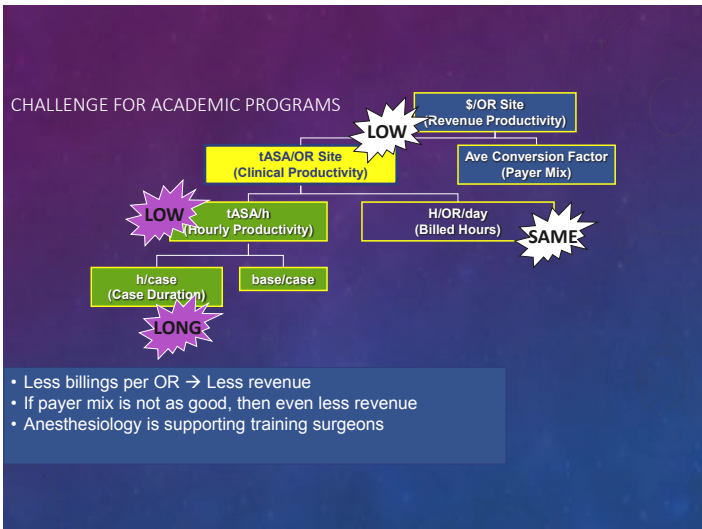 CHALLENGE FOR ACADEMIC PROGRAMS
$/OR Site
(Revenue Productivity)
LOW
tASA/OR Site
(Clinical Productivity)
Ave Conversion Factor
(Payer Mix)
LOW
tASA/h
(Hourly Productivity)
H/OR/day
(Billed Hours)
SAME
h/case
(Case Duration)
base/case
LONG
• Less billings per OR → Less revenue
• If payer mix is not as good, then even less revenue
• Anesthesiology is supporting training surgeons